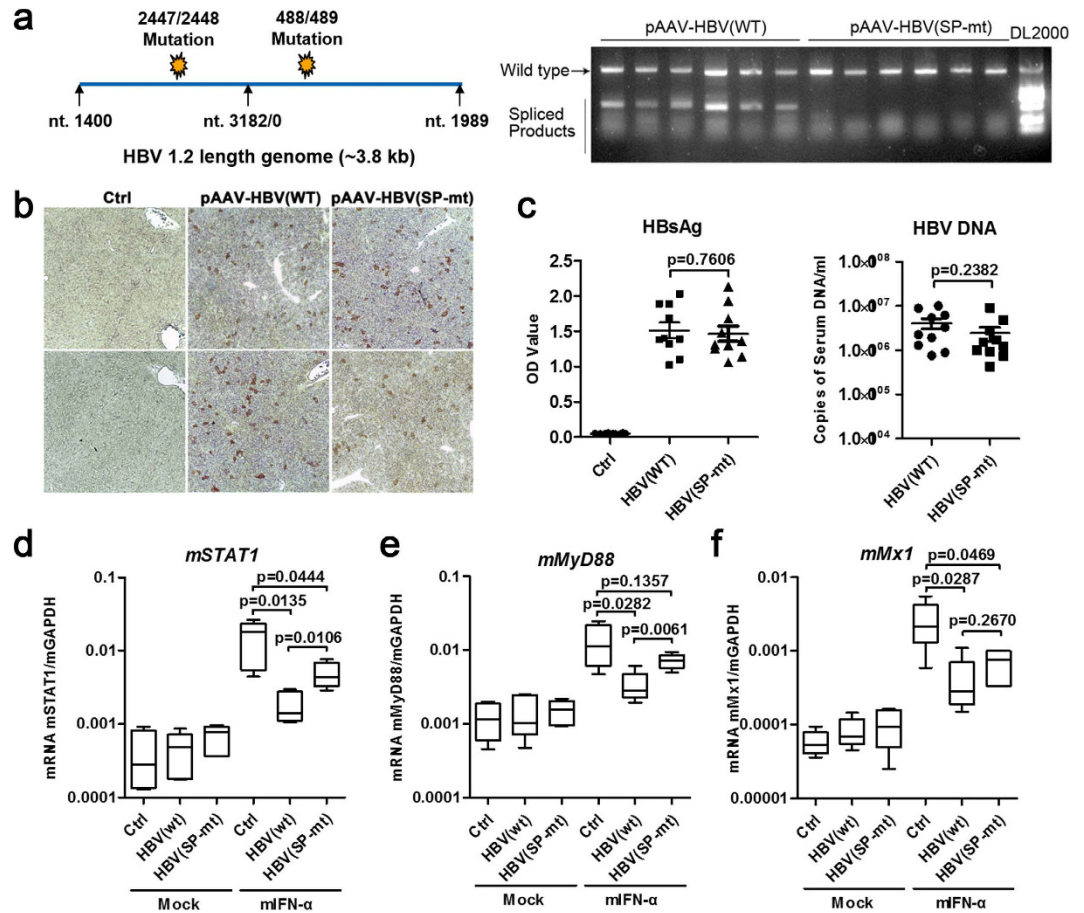 a
2447/2448
Mutation
488/489
Mutation
nt. 1400
nt. 3182/0
nt. 1989
HBV 1.2 length genome (~3.8 kb)
pAAV-HBV(WT)
pAAV-HBV(SP-mt)
DL2000
Wild type
Spliced
Products
b
Ctrl
pAAV-HBV(WT)
pAAV-HBV(SP-mt)
c
HBsAg
p=0.7606
OD Value
2.5
2.0
1.5
1.0
0.5
0.0
Ctrl
HBV(WT)
HBV(SP-mt)
HBV DNA
p=0.2382
Copies of Serum DNA/ml
1.0×10^08
1.0×10^07
1.0×10^06
1.0×10^05
1.0×10^04
HBV(WT)
HBV(SP-mt)
d
mSTAT1
p=0.0444
p=0.0135
p=0.0106
mRNA mSTAT1/mGAPDH
0.1
0.01
0.001
0.0001
Ctrl
HBV(wt)
HBV(SP-mt)
Ctrl
HBV(wt)
HBV(SP-mt)
Mock
mIFN-α
e
mMyD88
p=0.1357
p=0.0282
p=0.0061
mRNA mMyD88/mGAPDH
0.1
0.01
0.001
0.0001
Ctrl
HBV(wt)
HBV(SP-mt)
Ctrl
HBV(wt)
HBV(SP-mt)
Mock
mIFN-α
f
mMx1
p=0.0469
p=0.0287
p=0.2670
mRNA mMx1/mGAPDH
0.01
0.001
0.0001
0.00001
Ctrl
HBV(wt)
HBV(SP-mt)
Ctrl
HBV(wt)
HBV(SP-mt)
Mock
mIFN-α